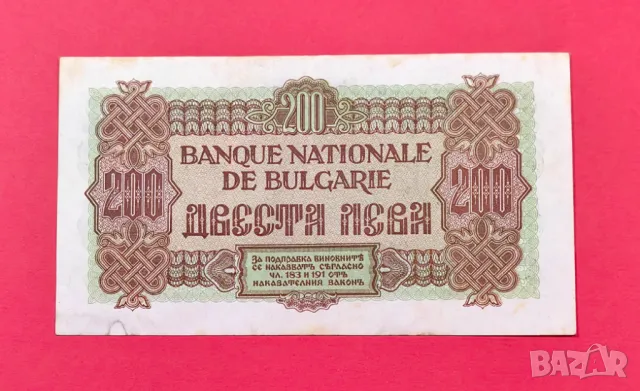 200
BANQUE NATIONALE
DE BULGARIE
200 200
ДВЕСТА ЛЕВА
ЗА ПОДПРАВКА ВИНОВНИТѢ
СЕ НАКАЗВАТЪ СЪГЛАСНО
ЧЛ. 183 И 191 ОТЪ
НАКАЗАТЕЛНИЯ ЗАКОНЪ
BAZAR